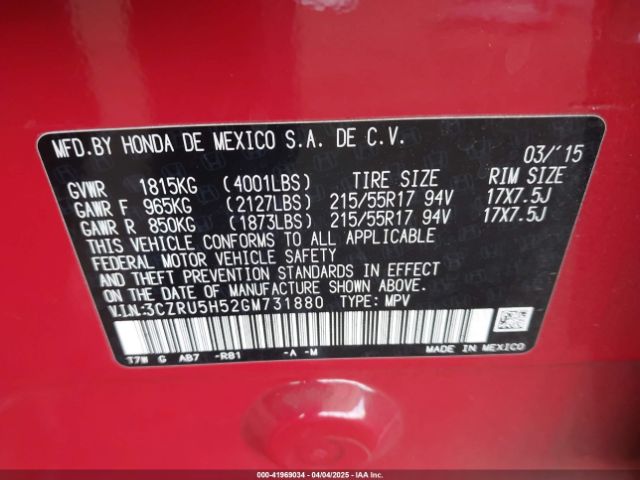 MFD.BY HONDA DE MEXICO S.A. DE C.V. 03/'15
GVWR 1815KG (4001LBS) TIRE SIZE RIM SIZE
GAWR F 965KG (2127LBS) 215/55R17 94V 17X7.5J
GAWR R 850KG (1873LBS) 215/55R17 94V 17X7.5J
THIS VEHICLE CONFORMS TO ALL APPLICABLE
FEDERAL MOTOR VEHICLE SAFETY
AND THEFT PREVENTION STANDARDS IN EFFECT ON
THE DATE OF MANUFACTURE SHOWN ABOVE.
V.I.N.:3CZRU5H52GM731880 TYPE: MPV
T7W G AB7 -R81 -A -M MADE IN MEXICO
000-41969034 | 04/04/2025 - IAAI.COM